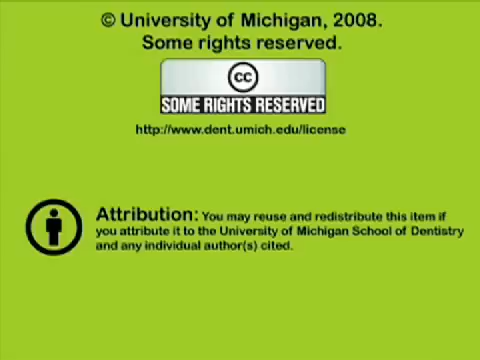 © University of Michigan, 2008.
Some rights reserved.
cc
SOME RIGHTS RESERVED
http://www.dent.umich.edu/license
Attribution: You may reuse and redistribute this item if
you attribute it to the University of Michigan School of Dentistry
and any individual author(s) cited.